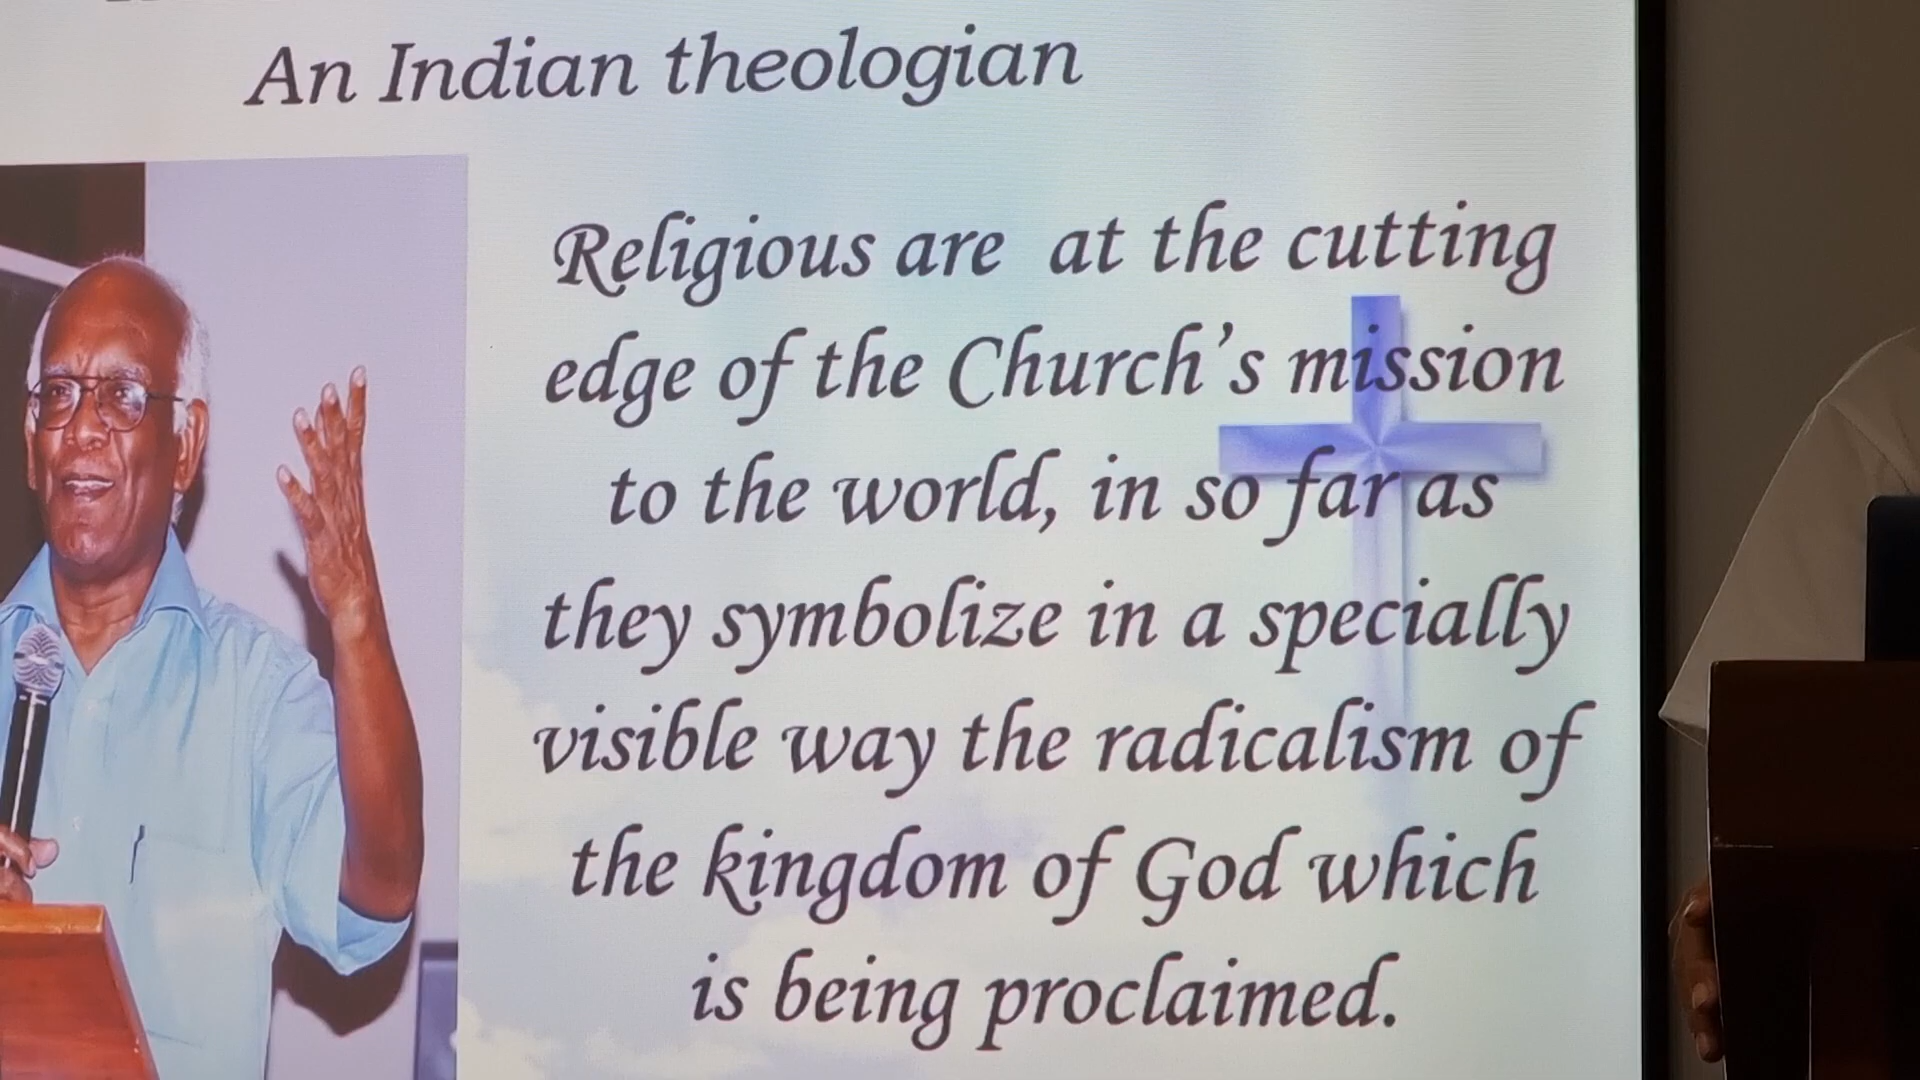 An Indian theologian
Religious are at the cutting
edge of the Church's mission
to the world, in so far as
they symbolize in a specially
visible way the radicalism of
the kingdom of God which
is being proclaimed.